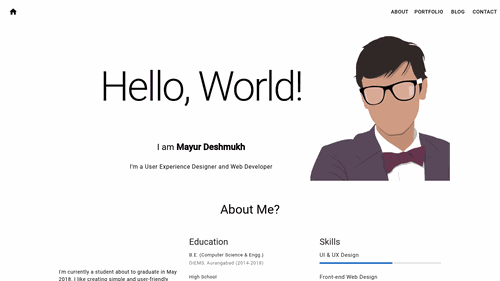 ABOUT PORTFOLIO BLOG CONTACT
Hello, World!
I am Mayur Deshmukh
I'm a User Experience Designer and Web Developer
About Me?
Education
B.E. (Computer Science & Engg.)
DIEMS, Aurangabad (2014-2018)
High School
Skills
UI & UX Design
Front-end Web Design
I'm currently a student about to graduate in May
2018. I like creating simple and user-friendly